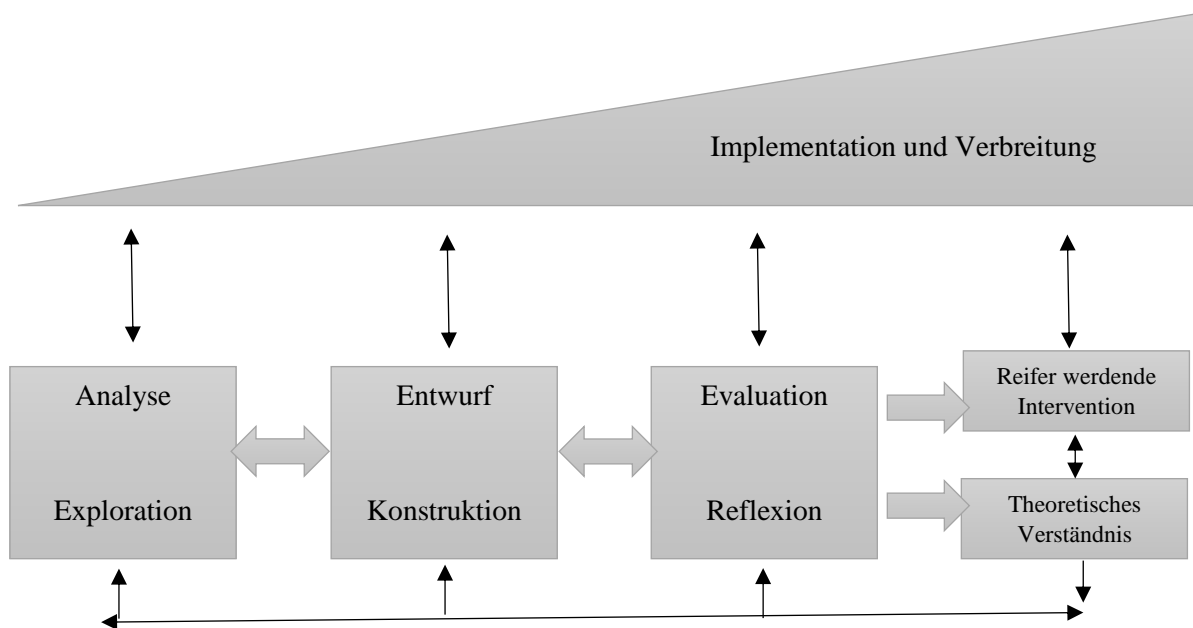 Implementation und Verbreitung
Analyse
Exploration
Entwurf
Konstruktion
Evaluation
Reflexion
Reifer werdende
Intervention
Theoretisches
Verständnis